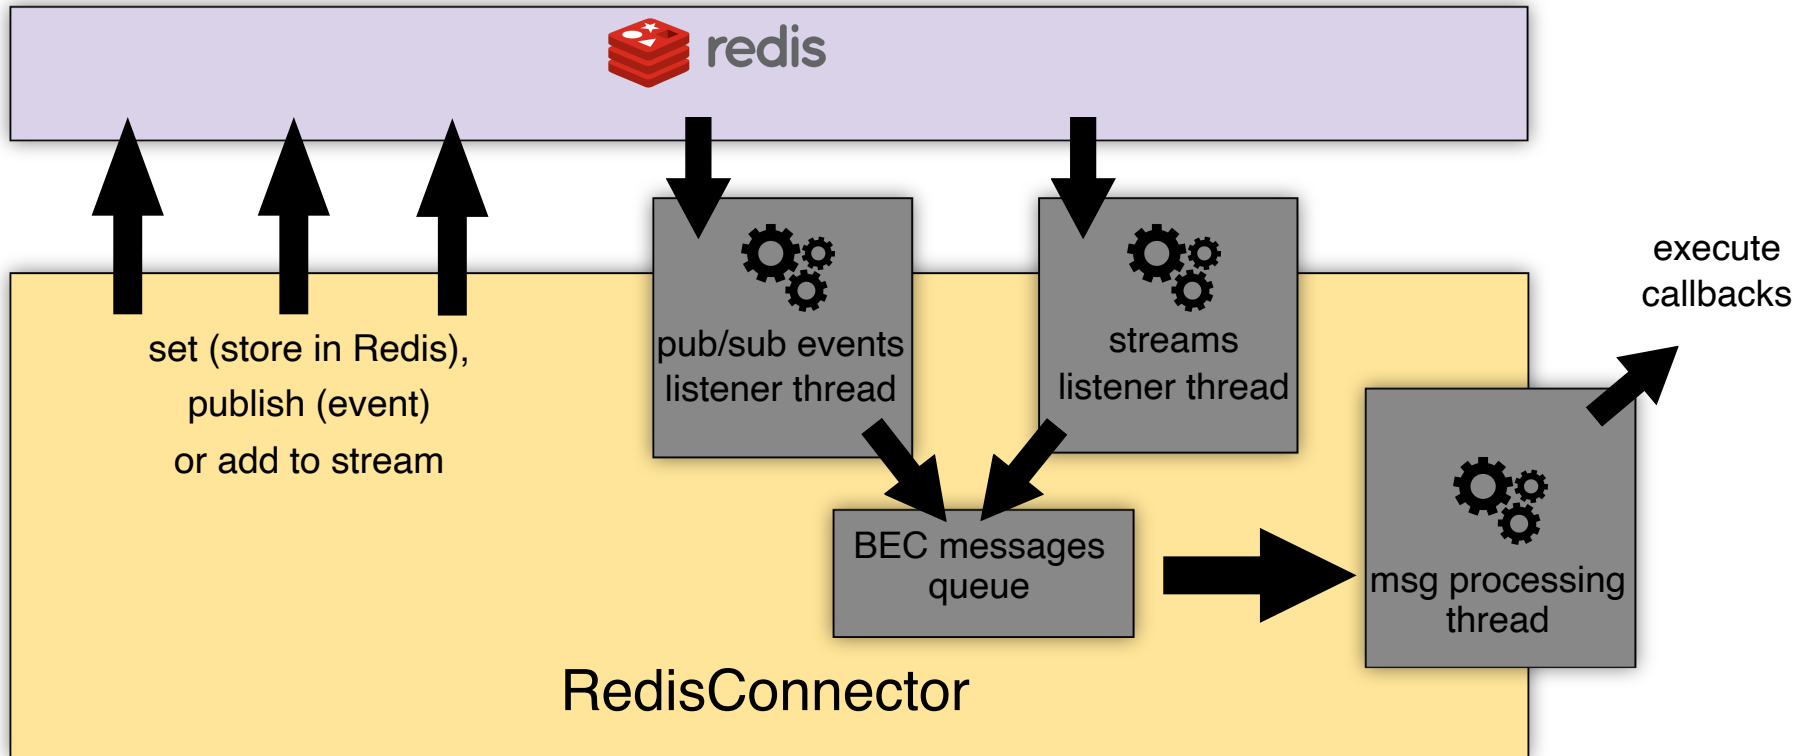 redis
set (store in Redis),
publish (event)
or add to stream
pub/sub events
listener thread
streams
listener thread
execute
callbacks
BEC messages
queue
msg processing
thread
RedisConnector